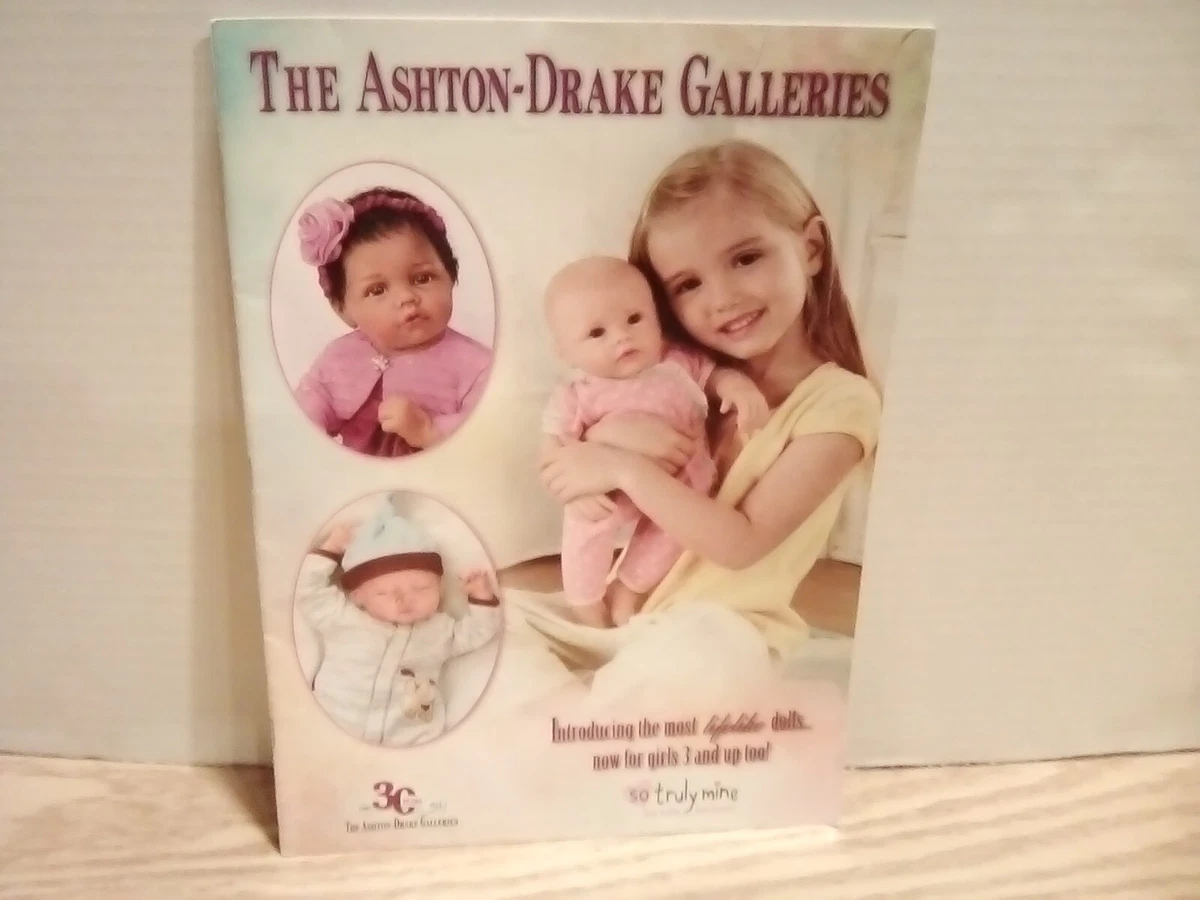 THE ASHTON-DRAKE GALLERIES
Introducing the most lifelike dolls...
now for girls 3 and up too!
so truly mine
30
THE ASHTON-DRAKE GALLERIES